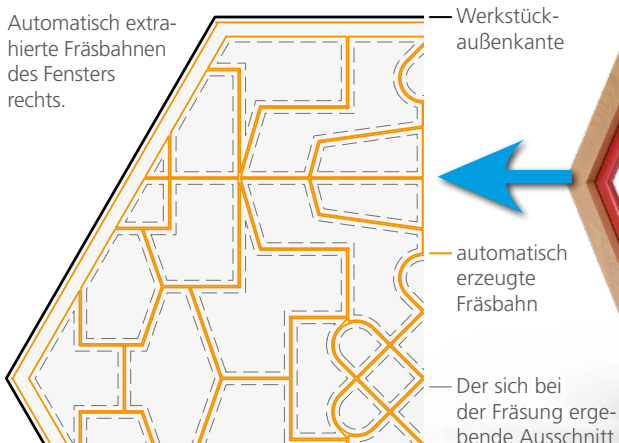 Automatisch extra-
hierte Fräsbahnen
des Fensters
rechts.
Werkstück-
außenkante
automatisch
erzeugte
Fräsbahn
Der sich bei
der Fräsung erge-
bende Ausschnitt